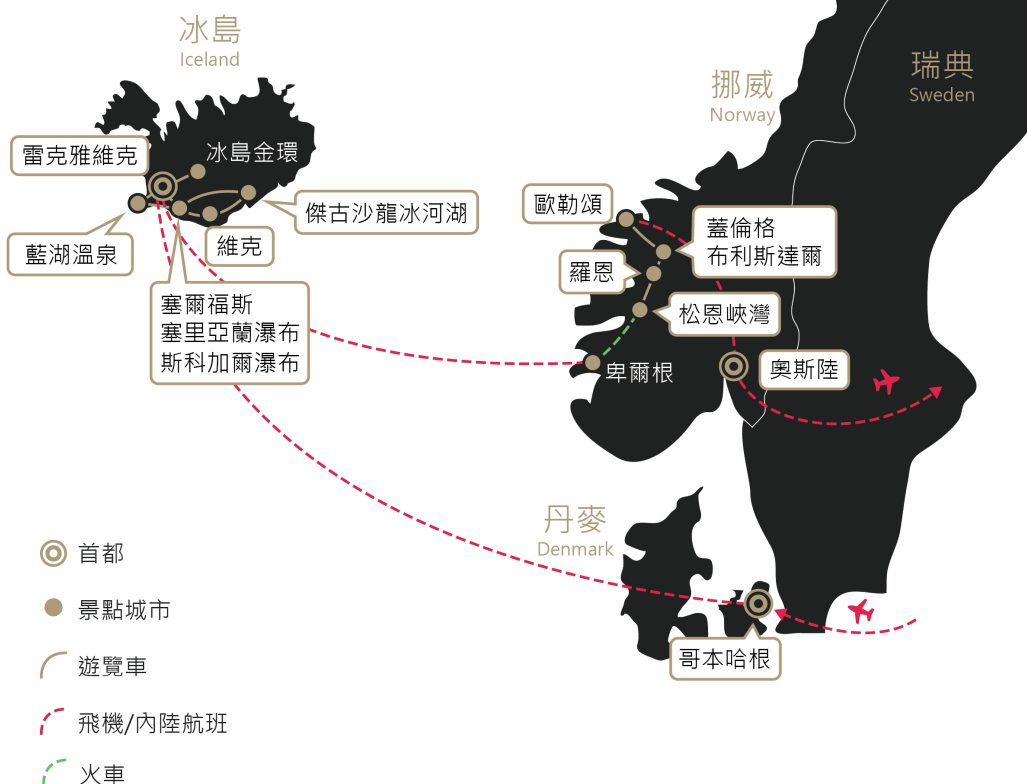 冰島
Iceland
挪威
Norway
瑞典
Sweden
雷克雅維克
冰島金環
傑古沙龍冰河湖
藍湖溫泉
維克
塞爾福斯
塞里亞蘭瀑布
斯科加爾瀑布
歐勒頌
蓋倫格
布利斯達爾
羅恩
松恩峽灣
卑爾根
奧斯陸
丹麥
Denmark
哥本哈根
首都
景點城市
遊覽車
飛機/內陸航班
火車